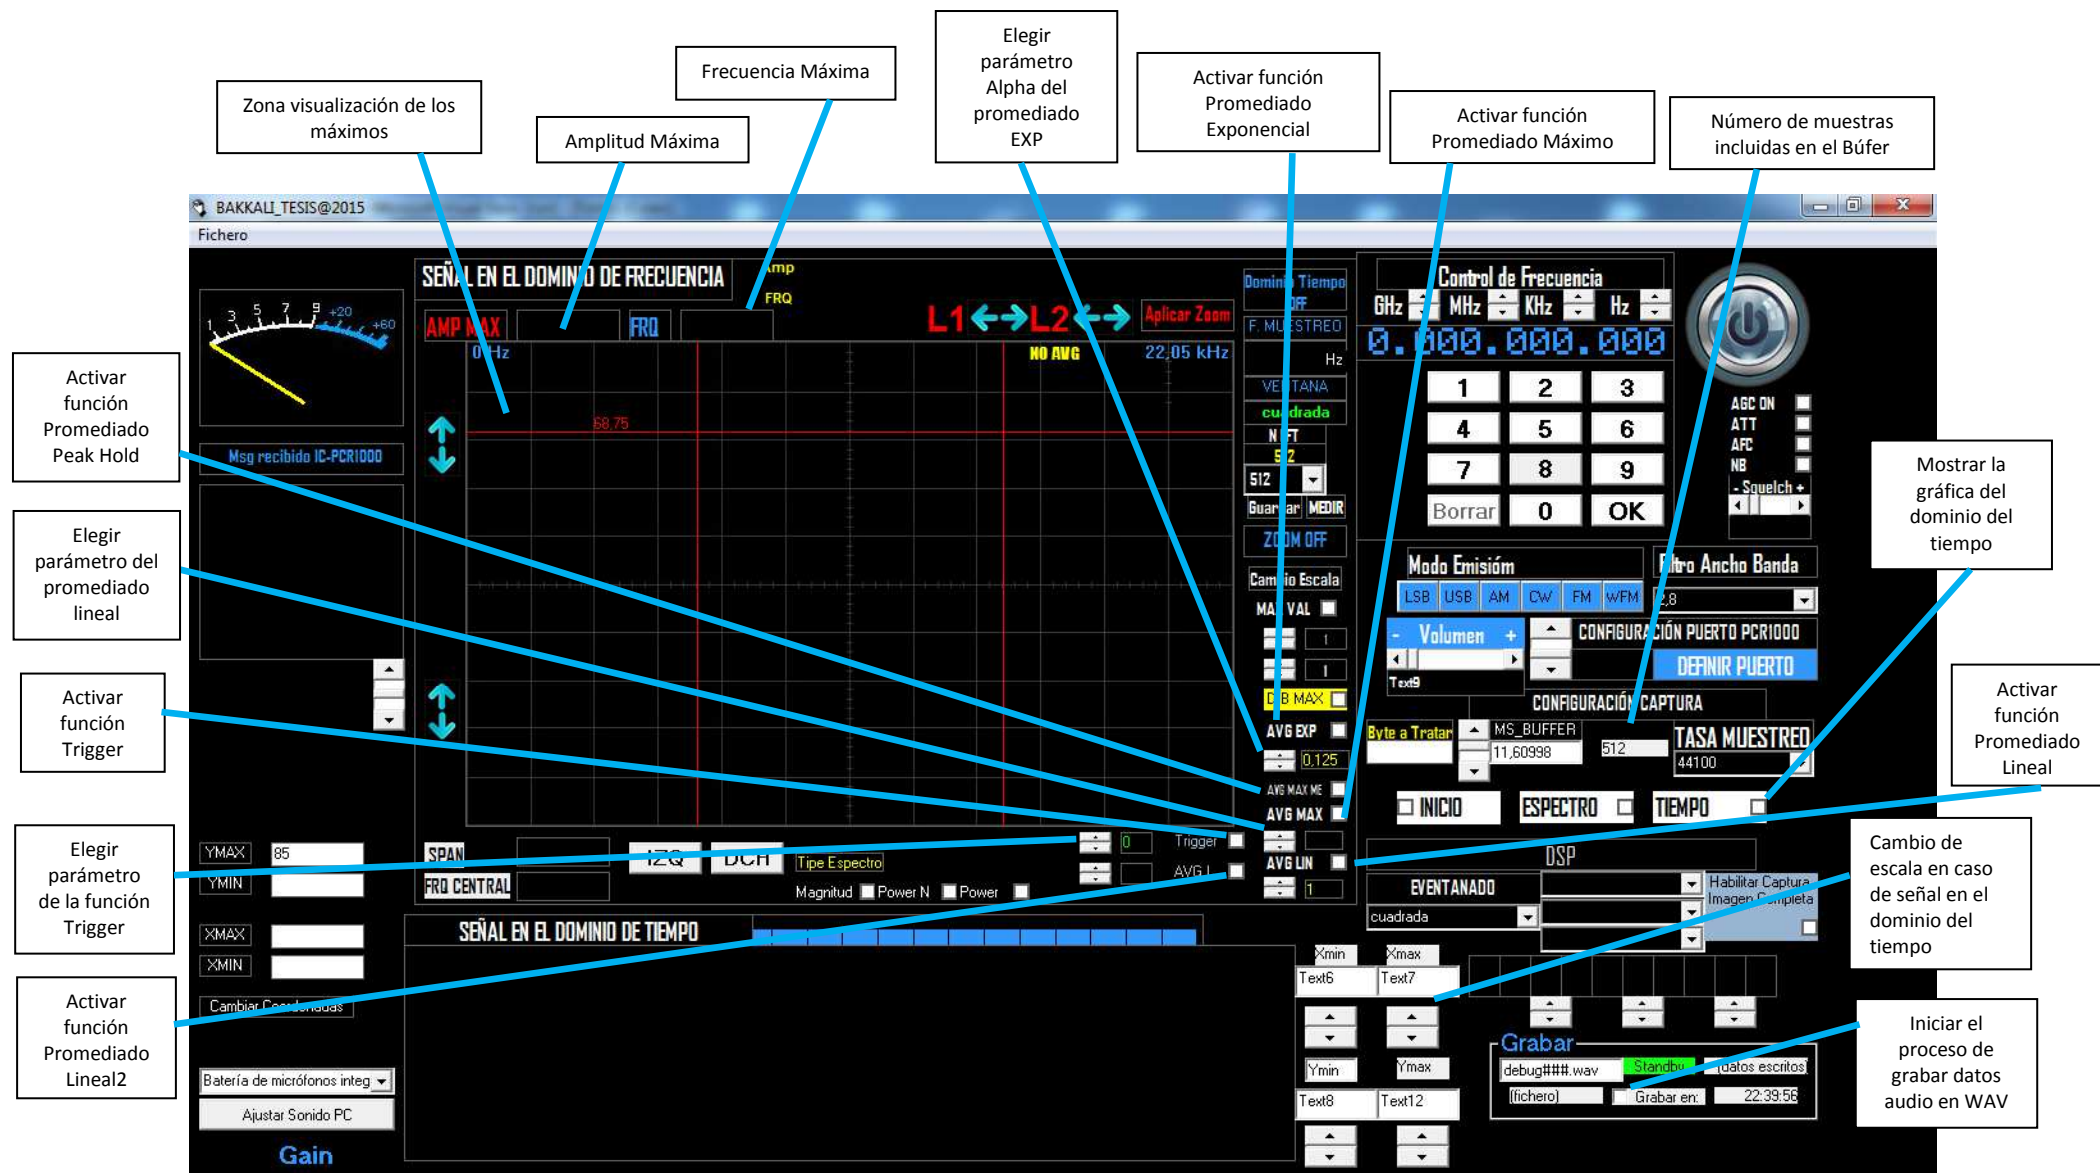 Elegir
parámetro
Alpha del
promediado
EXP
Frecuencia Máxima
Activar función
Promediado
Exponencial
Zona visualización de los
máximos
Amplitud Máxima
Activar función
Promediado Máximo
Número de muestras
incluidas en el Búfer
BAKKALI_TESIS@2015
Fichero
SEÑAL EN EL DOMINIO DE FRECUENCIA
Amp
FRQ
AMP MAX
FRQ
L1
L2
Aplicar Zoom
0 Hz
NO AVG
22,05 kHz
68,75
1 3 5 7 9 +20 +60
Msg recibido IC-PCR1000
Dominio Tiempo
OFF
F. MUESTREO
Hz
VENTANA
cuadrada
N FFT
512
512
Guardar MEDIR
ZOOM OFF
Cambio Escala
MAX VAL
1
1
DIB MAX
AVG EXP
0,125
AVG MAX ME
AVG MAX
AVG LIN
1
Control de Frecuencia
GHz MHz KHz Hz
0.000.000.000
1 2 3
4 5 6
7 8 9
Borrar 0 OK
AGC ON
ATT
AFC
NB
- Squelch +
Modo Emisióm
LSB USB AM CW FM WFM
Filtro Ancho Banda
2,8
- Volumen +
Text9
CONFIGURACIÓN PUERTO PCR1000
DEFINIR PUERTO
CONFIGURACIÓN CAPTURA
Byte a Tratar
MS_BUFFER
11,60998
512
TASA MUESTREO
44100
INICIO
ESPECTRO
TIEMPO
DSP
EVENTANADO
cuadrada
Habilitar Captura
Imagen Completa
YMAX 85
YMIN
XMAX
XMIN
Cambiar Coordenadas
Batería de micrófonos integ
Ajustar Sonido PC
Gain
SPAN
FRQ CENTRAL
IZQ
DCH
Tipe Espectro
Magnitud Power N Power
0
Trigger
AVG L
SEÑAL EN EL DOMINIO DE TIEMPO
Xmin Xmax
Text6 Text7
Ymin Ymax
Text8 Text12
Grabar
debug###.wav Standby (datos escritos)
(fichero) Grabar en: 22:39:56
Activar
función
Promediado
Peak Hold
Elegir
parámetro del
promediado
lineal
Activar
función
Trigger
Elegir
parámetro
de la función
Trigger
Activar
función
Promediado
Lineal2
Mostrar la
gráfica del
dominio del
tiempo
Activar
función
Promediado
Lineal
Cambio de
escala en caso
de señal en el
dominio del
tiempo
Iniciar el
proceso de
grabar datos
audio en WAV